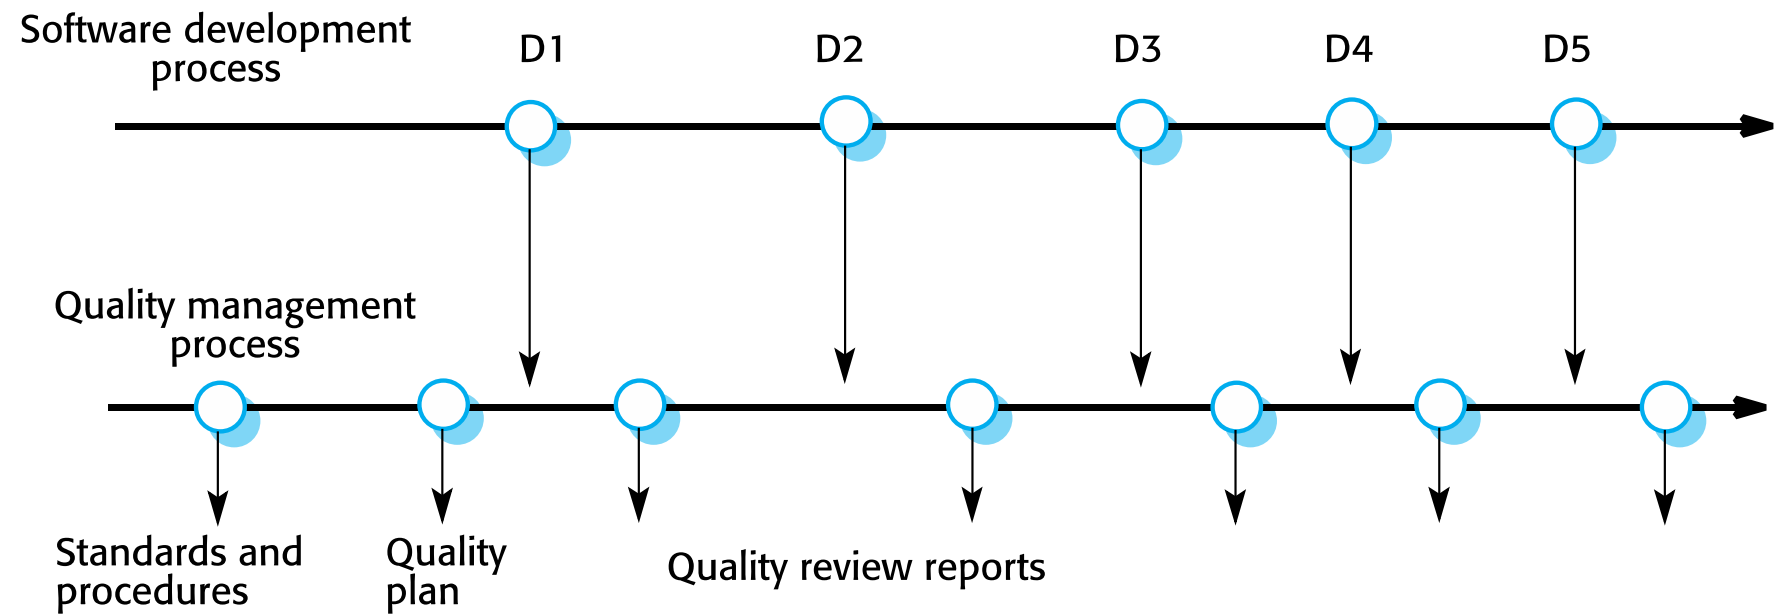 Software development
process
D1
D2
D3
D4
D5
Quality management
process
Standards and
procedures
Quality
plan
Quality review reports